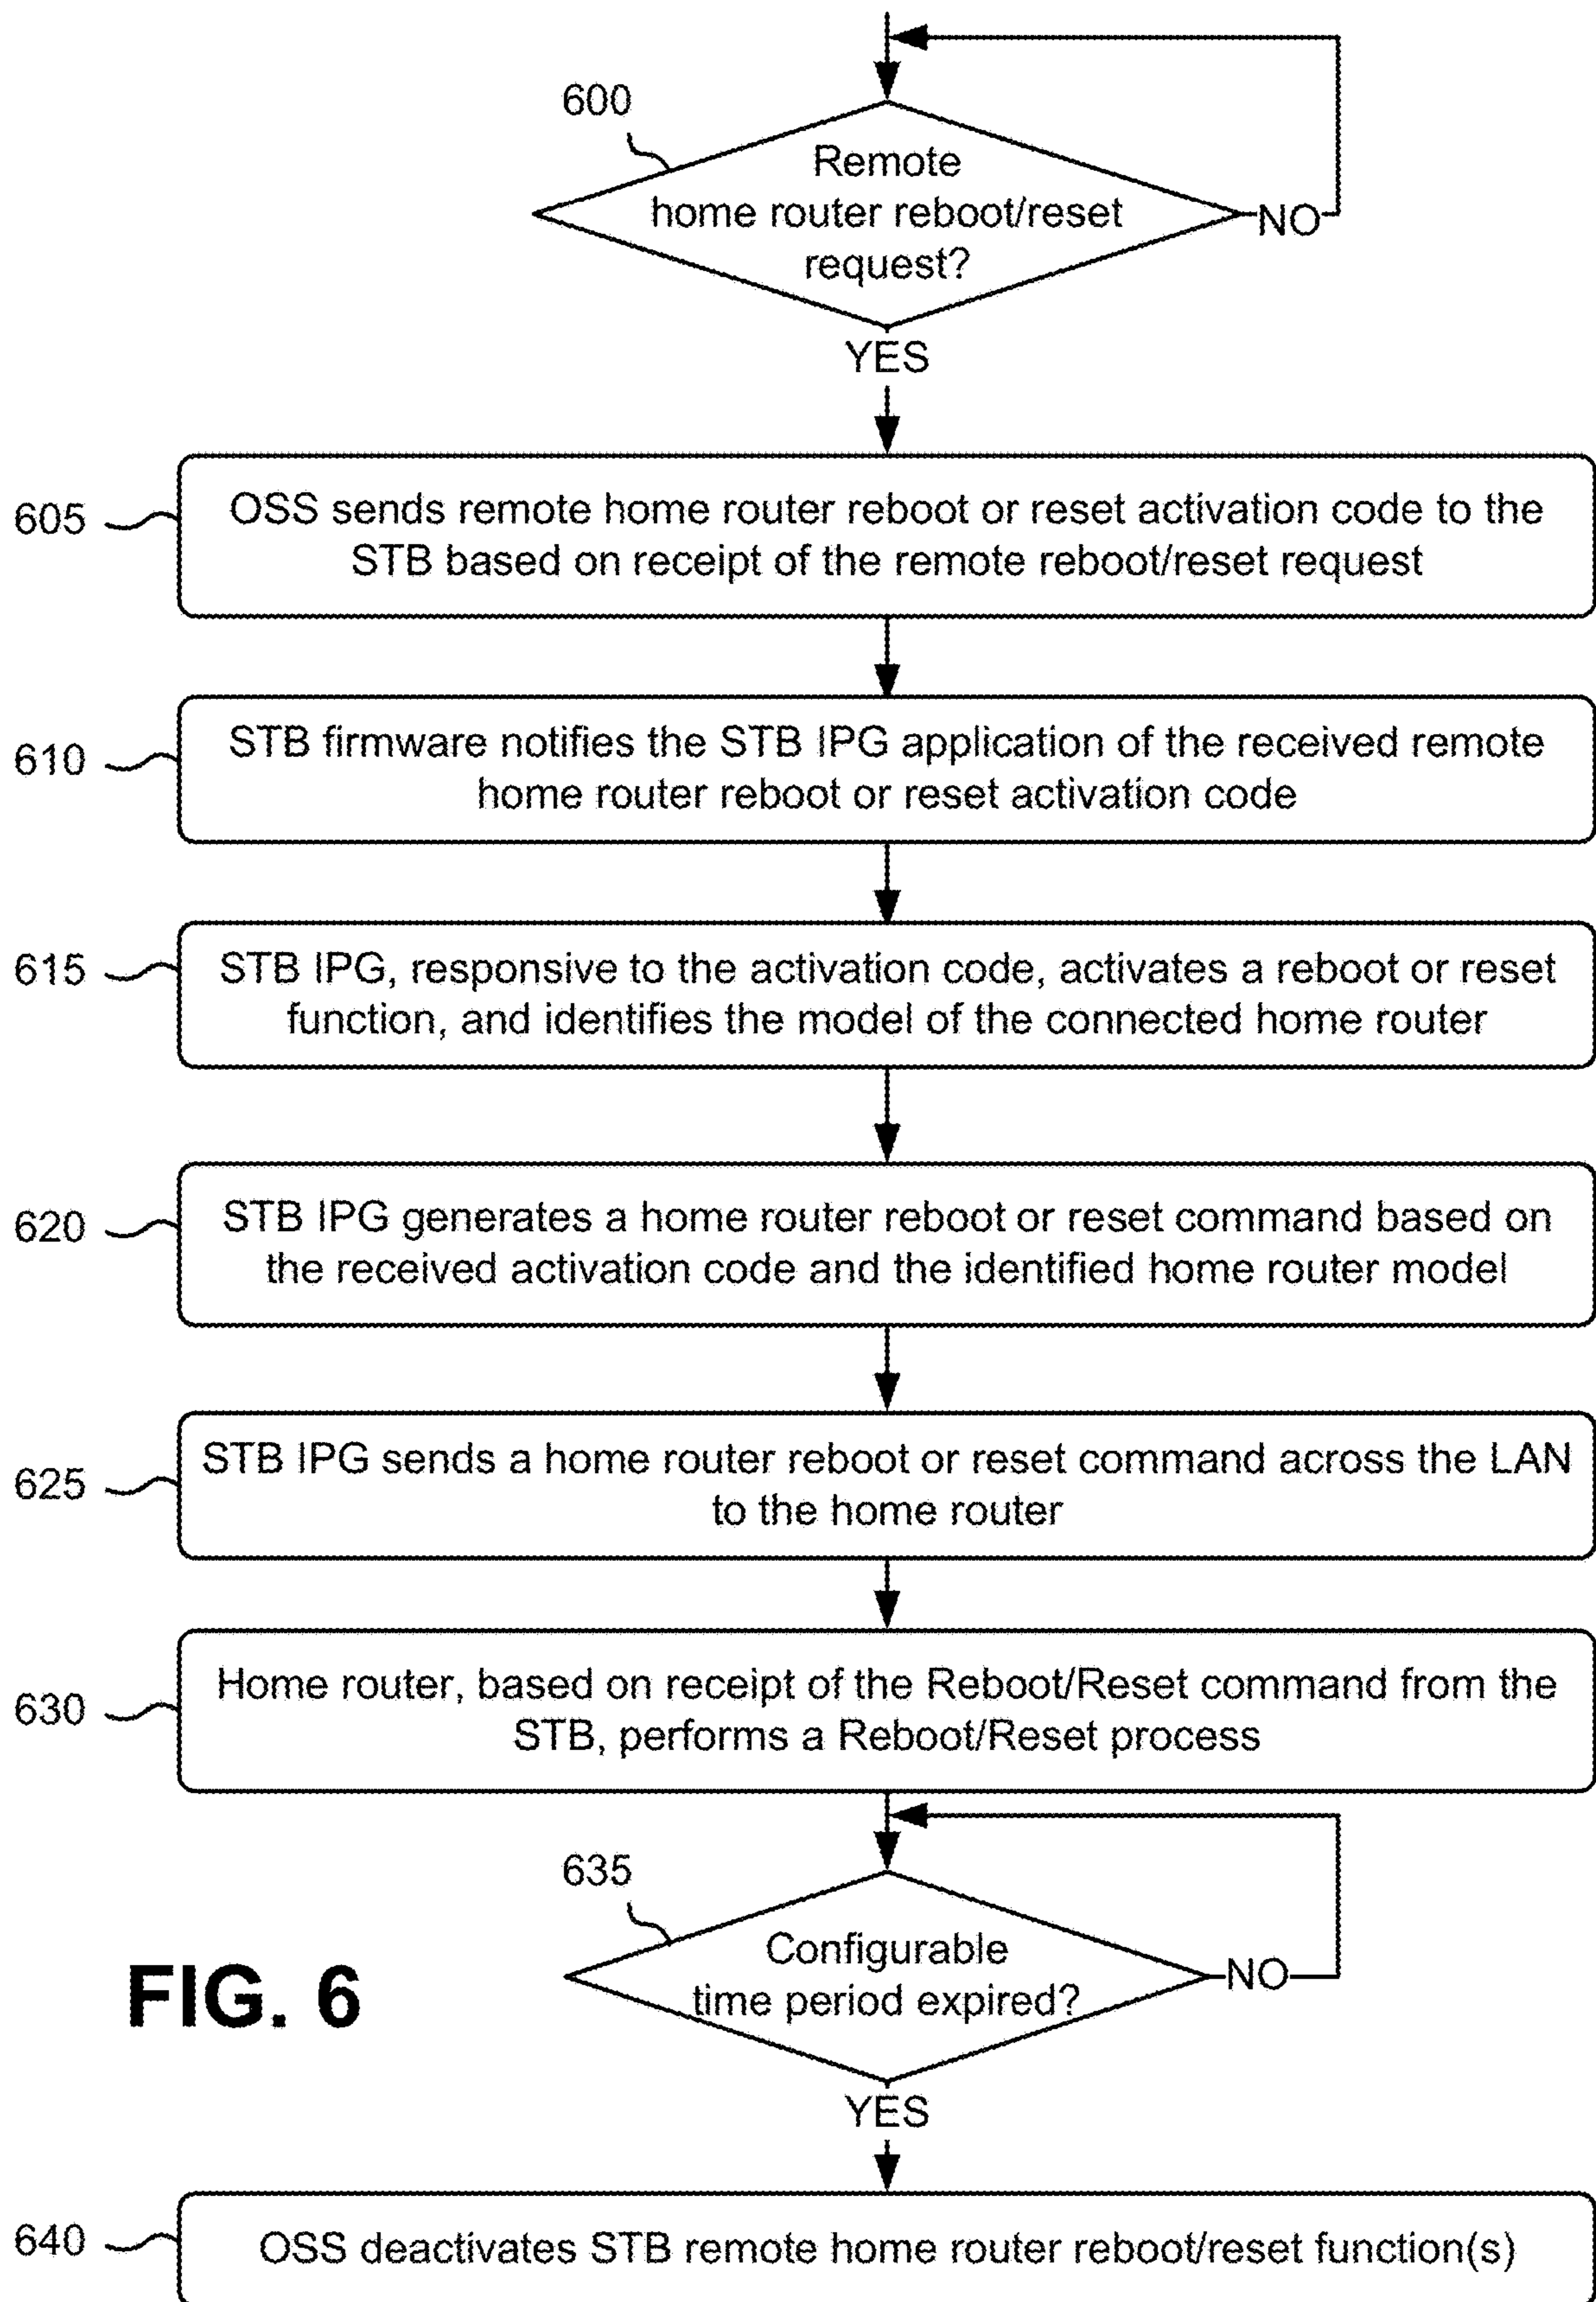 600
Remote
home router reboot/reset
request?
NO
YES
605
OSS sends remote home router reboot or reset activation code to the
STB based on receipt of the remote reboot/reset request
610
STB firmware notifies the STB IPG application of the received remote
home router reboot or reset activation code
615
STB IPG, responsive to the activation code, activates a reboot or reset
function, and identifies the model of the connected home router
620
STB IPG generates a home router reboot or reset command based on
the received activation code and the identified home router model
625
STB IPG sends a home router reboot or reset command across the LAN
to the home router
630
Home router, based on receipt of the Reboot/Reset command from the
STB, performs a Reboot/Reset process
635
Configurable
time period expired?
NO
FIG. 6
YES
640
OSS deactivates STB remote home router reboot/reset function(s)